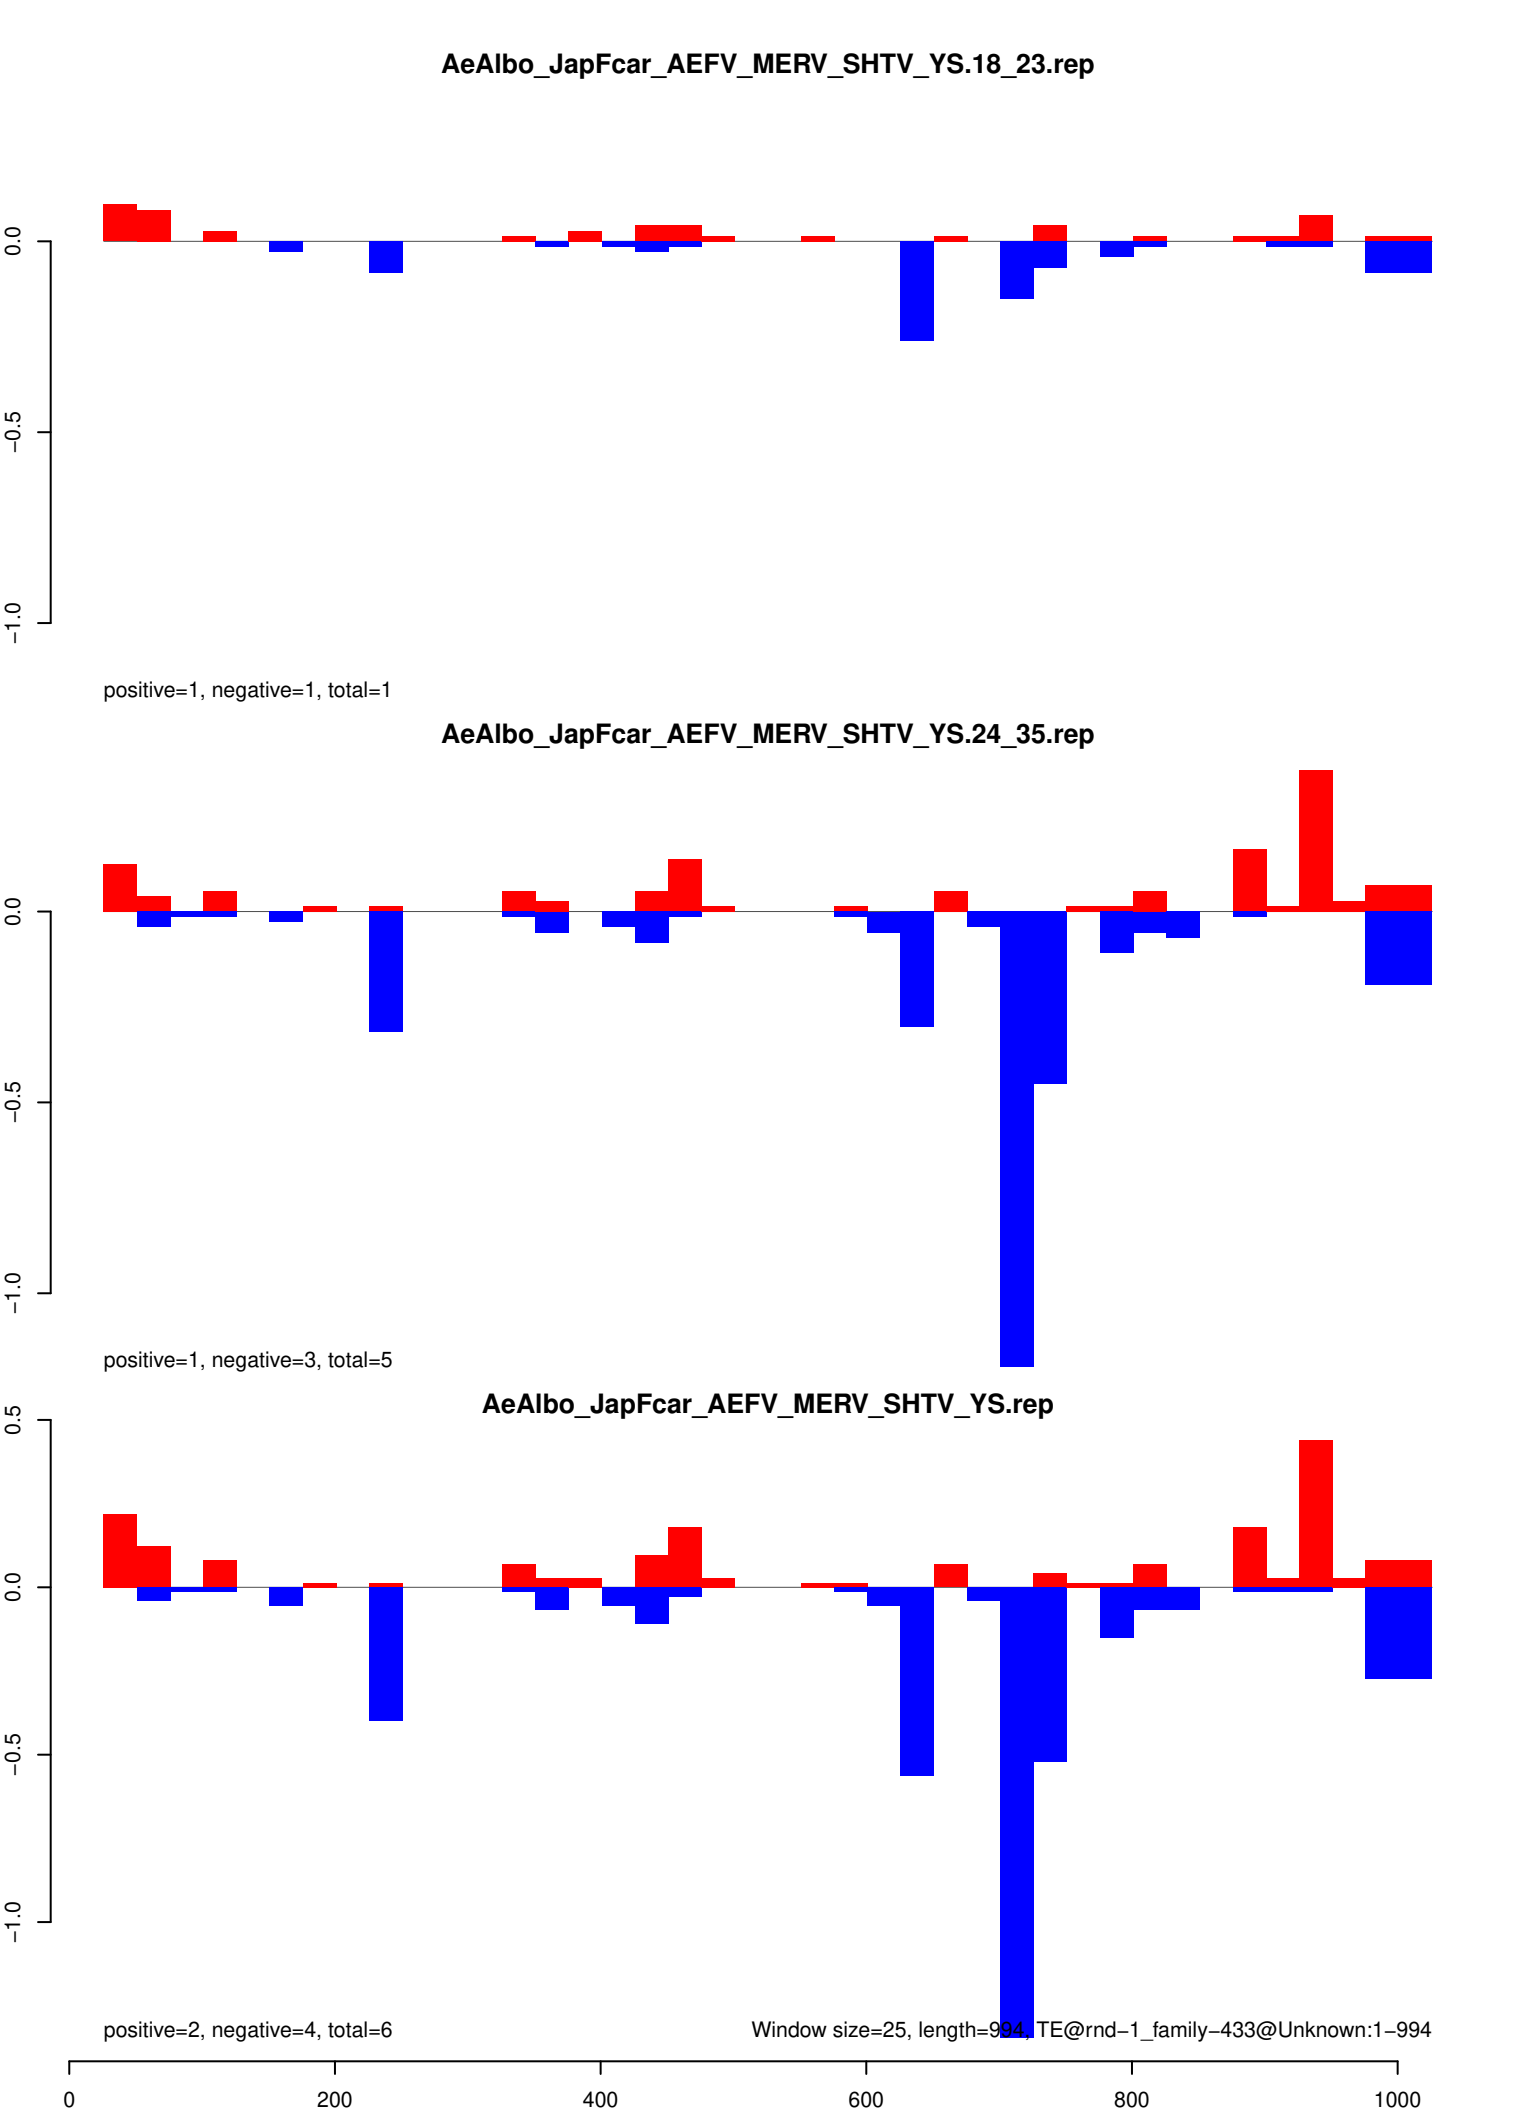 AeAlbo_JapFcar_AEFV_MERV_SHTV_YS.18_23.rep
0.0
−0.5
−1.0
positive=1, negative=1, total=1
AeAlbo_JapFcar_AEFV_MERV_SHTV_YS.24_35.rep
0.0
−0.5
−1.0
positive=1, negative=3, total=5
AeAlbo_JapFcar_AEFV_MERV_SHTV_YS.rep
0.5
0.0
−0.5
−1.0
positive=2, negative=4, total=6
Window size=25, length=994, TE@rnd−1_family−433@Unknown:1−994
0 200 400 600 800 1000